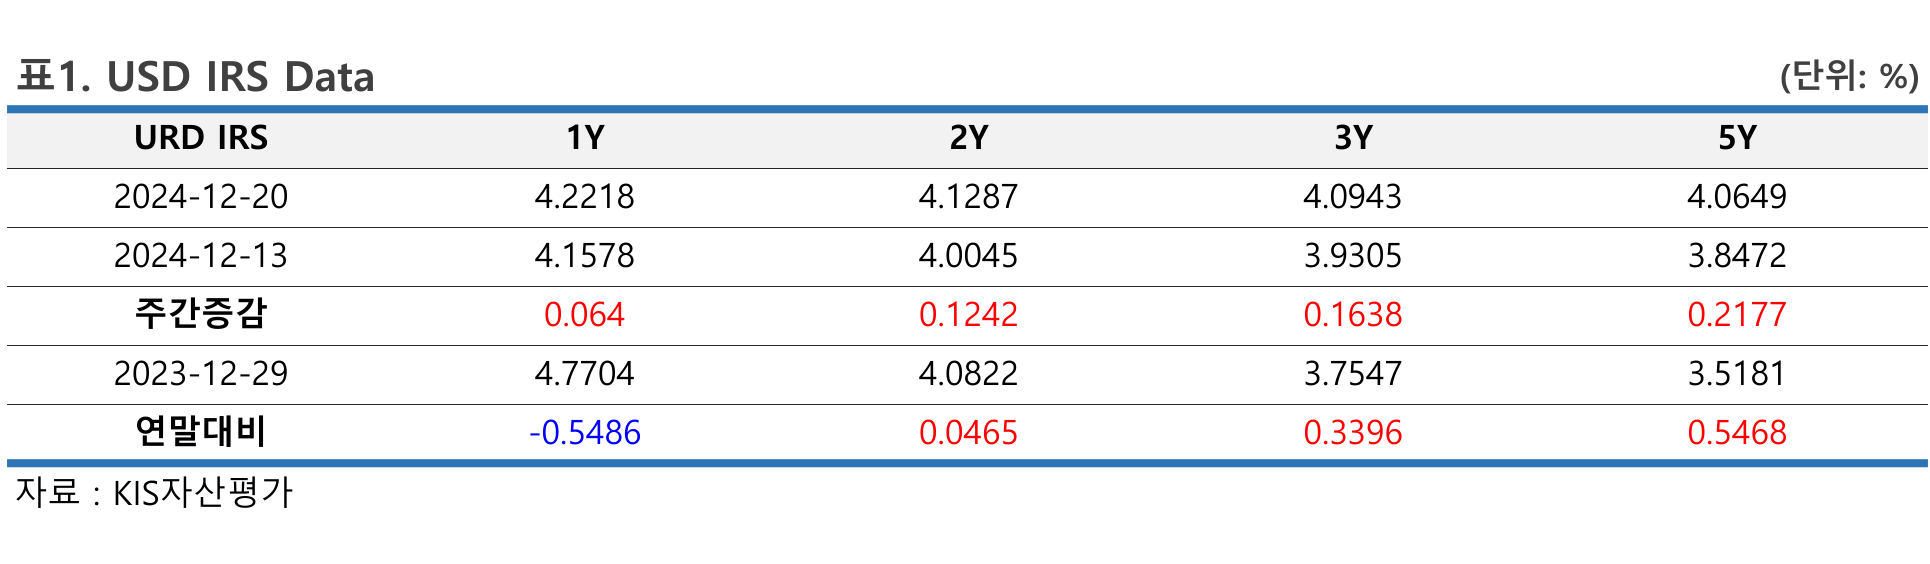 표1. USD IRS Data (단위: %)
URD IRS 1Y 2Y 3Y 5Y
2024-12-20 4.2218 4.1287 4.0943 4.0649
2024-12-13 4.1578 4.0045 3.9305 3.8472
주간증감 0.064 0.1242 0.1638 0.2177
2023-12-29 4.7704 4.0822 3.7547 3.5181
연말대비 -0.5486 0.0465 0.3396 0.5468
자료 : KIS자산평가